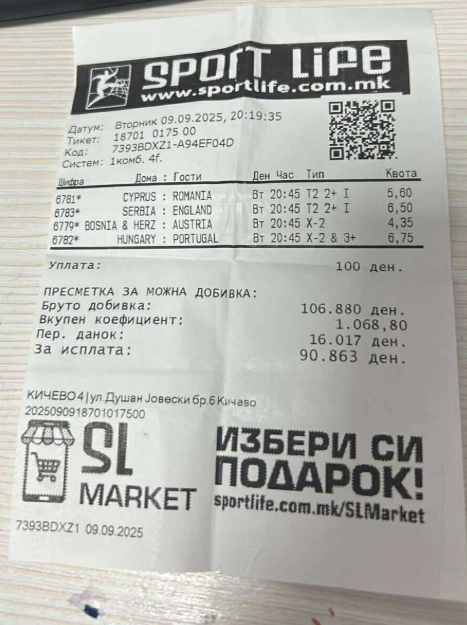 SPORT LIFE
www.sportlife.com.mk
Датум: Вторник 09.09.2025, 20:19:35
Тикет: 18701 0175 00
Код: 7393BDXZ1-A94EF04D
Систем: 1комб. 4f.
Шифра Дома : Гости Ден Час Тип Квота
6781* CYPRUS : ROMANIA Вт 20:45 T2 2+ I 5,60
6783* SERBIA : ENGLAND Вт 20:45 T2 2+ I 6,50
6779* BOSNIA & HERZ : AUSTRIA Вт 20:45 X-2 4,35
6782* HUNGARY : PORTUGAL Вт 20:45 X-2 & 3+ 6,75
Уплата: 100 ден.
ПРЕСМЕТКА ЗА МОЖНА ДОБИВКА:
Бруто добивка: 106.880 ден.
Вкупен коефициент: 1.068,80
Пер. данок: 16.017 ден.
За исплата: 90.863 ден.
КИЧЕВО 4 | ул.Душан Јовески бр.6 Кичаво
2025090918701017500
SL
MARKET
ИЗБЕРИ СИ
ПОДАРОК!
sportlife.com.mk/SLMarket
7393BDXZ1 09.09.2025